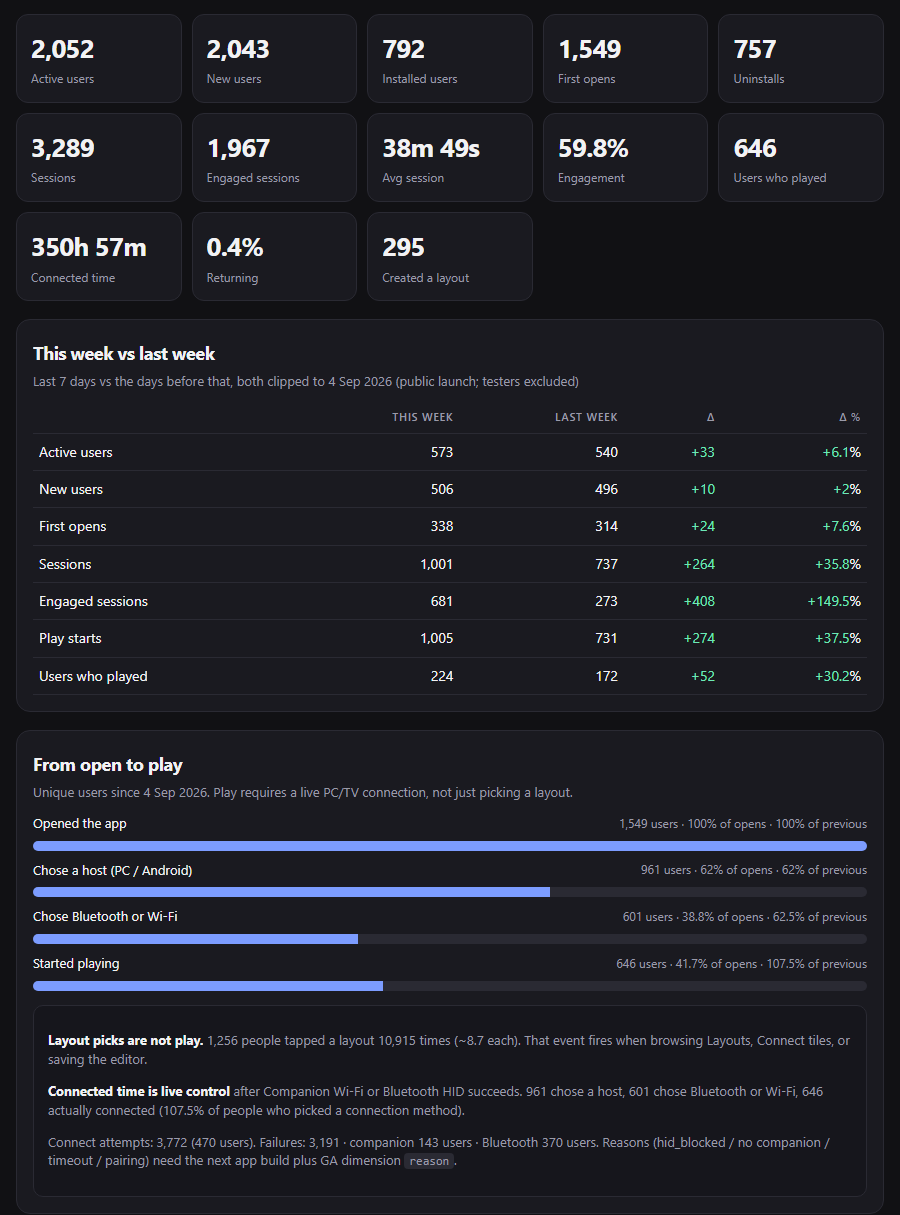 2,052
Active users
2,043
New users
792
Installed users
1,549
First opens
757
Uninstalls
3,289
Sessions
1,967
Engaged sessions
38m 49s
Avg session
59.8%
Engagement
646
Users who played
350h 57m
Connected time
0.4%
Returning
295
Created a layout
This week vs last week
Last 7 days vs the days before that, both clipped to 4 Sep 2026 (public launch; testers excluded)
THIS WEEK LAST WEEK Δ Δ %
Active users 573 540 +33 +6.1%
New users 506 496 +10 +2%
First opens 338 314 +24 +7.6%
Sessions 1,001 737 +264 +35.8%
Engaged sessions 681 273 +408 +149.5%
Play starts 1,005 731 +274 +37.5%
Users who played 224 172 +52 +30.2%
From open to play
Unique users since 4 Sep 2026. Play requires a live PC/TV connection, not just picking a layout.
Opened the app 1,549 users · 100% of opens · 100% of previous
Chose a host (PC / Android) 961 users · 62% of opens · 62% of previous
Chose Bluetooth or Wi-Fi 601 users · 38.8% of opens · 62.5% of previous
Started playing 646 users · 41.7% of opens · 107.5% of previous
Layout picks are not play. 1,256 people tapped a layout 10,915 times (~8.7 each). That event fires when browsing Layouts, Connect tiles, or
saving the editor.
Connected time is live control after Companion Wi-Fi or Bluetooth HID succeeds. 961 chose a host, 601 chose Bluetooth or Wi-Fi, 646
actually connected (107.5% of people who picked a connection method).
Connect attempts: 3,772 (470 users). Failures: 3,191 · companion 143 users · Bluetooth 370 users. Reasons (hid_blocked / no companion /
timeout / pairing) need the next app build plus GA dimension reason.